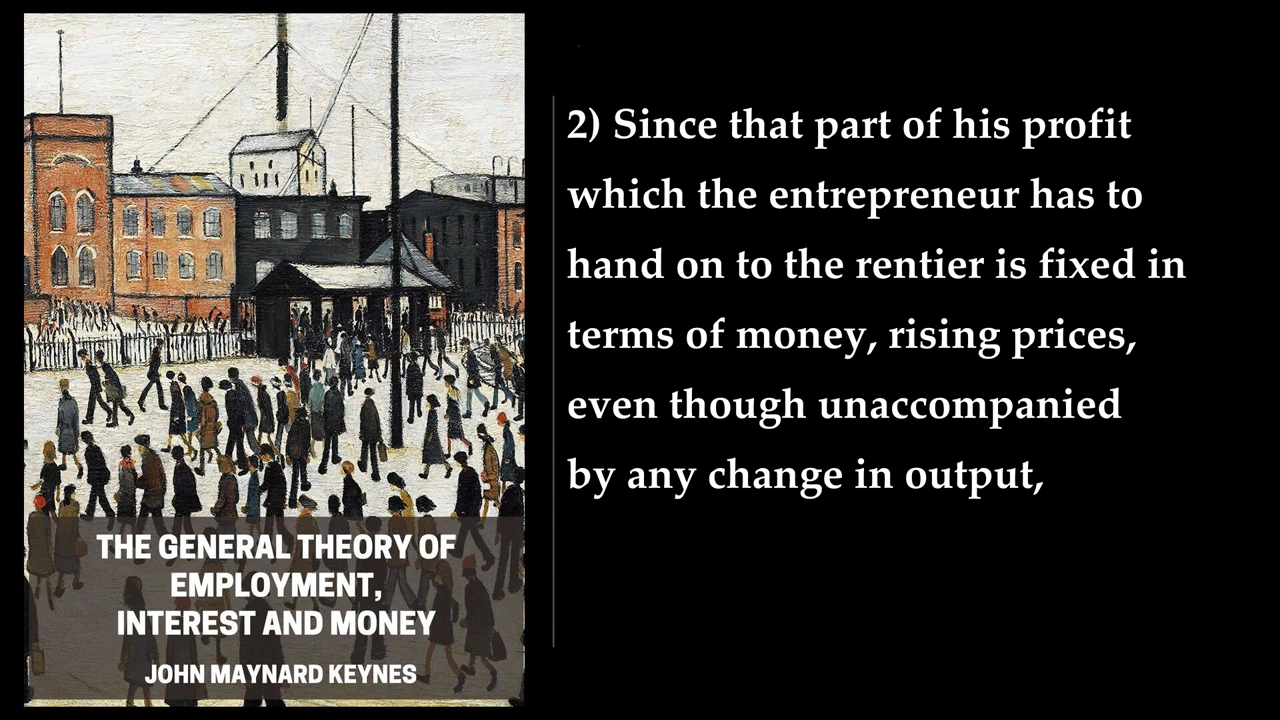 THE GENERAL THEORY OF
EMPLOYMENT,
INTEREST AND MONEY
JOHN MAYNARD KEYNES
2) Since that part of his profit
which the entrepreneur has to
hand on to the rentier is fixed in
terms of money, rising prices,
even though unaccompanied
by any change in output,